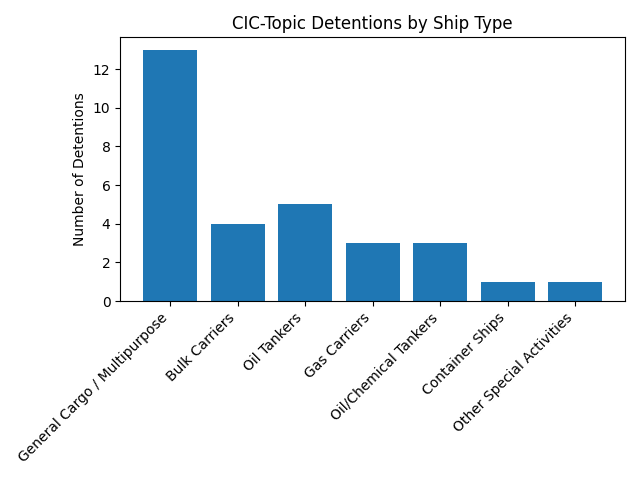 CIC-Topic Detentions by Ship Type
Number of Detentions
12
10
8
6
4
2
0
General Cargo / Multipurpose
Bulk Carriers
Oil Tankers
Gas Carriers
Oil/Chemical Tankers
Container Ships
Other Special Activities